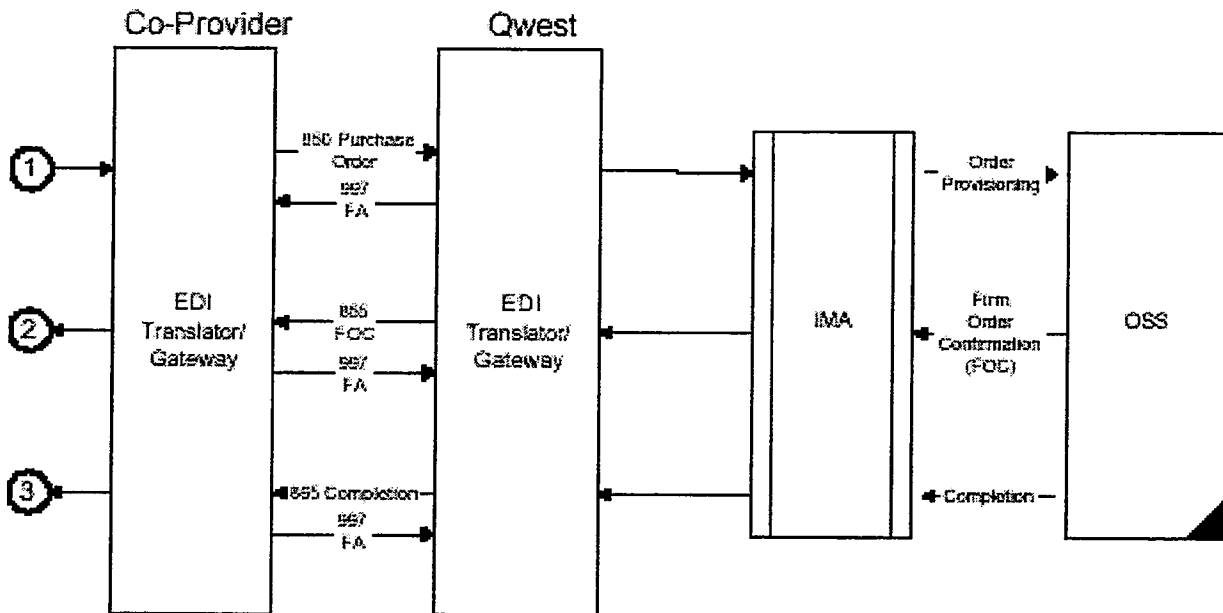 Co-Provider
Qwest
850 Purchase
Order
997
FA
1
Order
Provisioning
EDI
Translator/
Gateway
855
FOC
997
FA
EDI
Translator/
Gateway
IMA
Firm
Order
Confirmation
(FOC)
OSS
2
3
865 Completion
997
FA
Completion